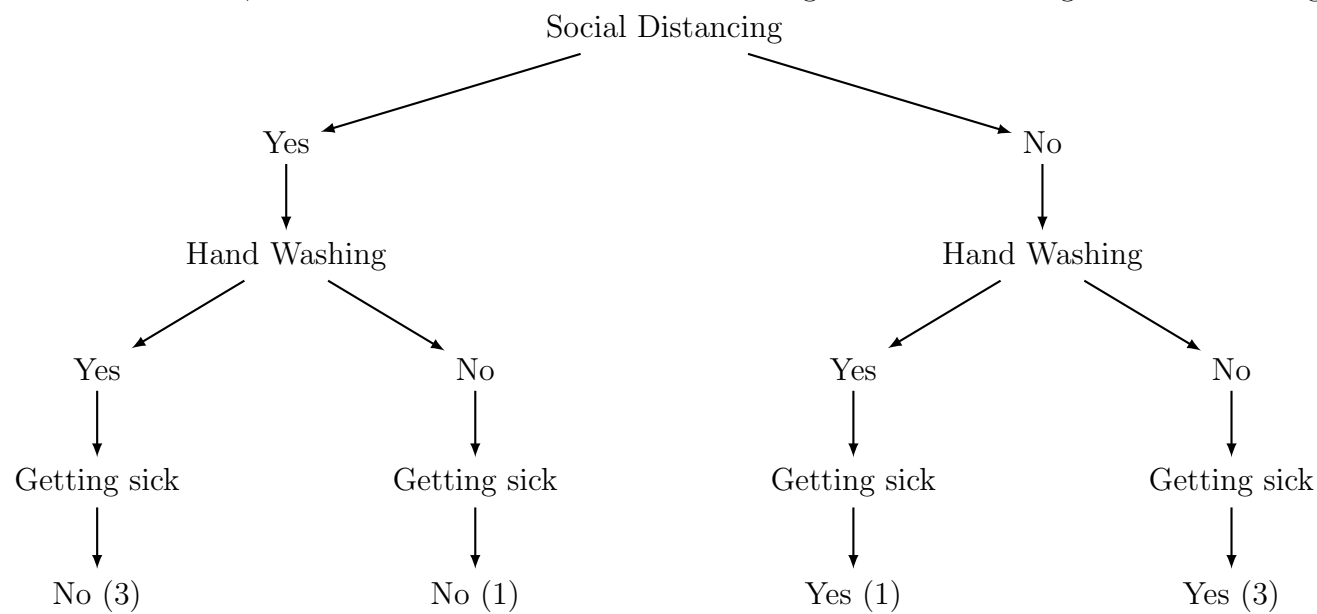 Social Distancing
Yes No
Hand Washing Hand Washing
Yes No Yes No
Getting sick Getting sick Getting sick Getting sick
No (3) No (1) Yes (1) Yes (3)